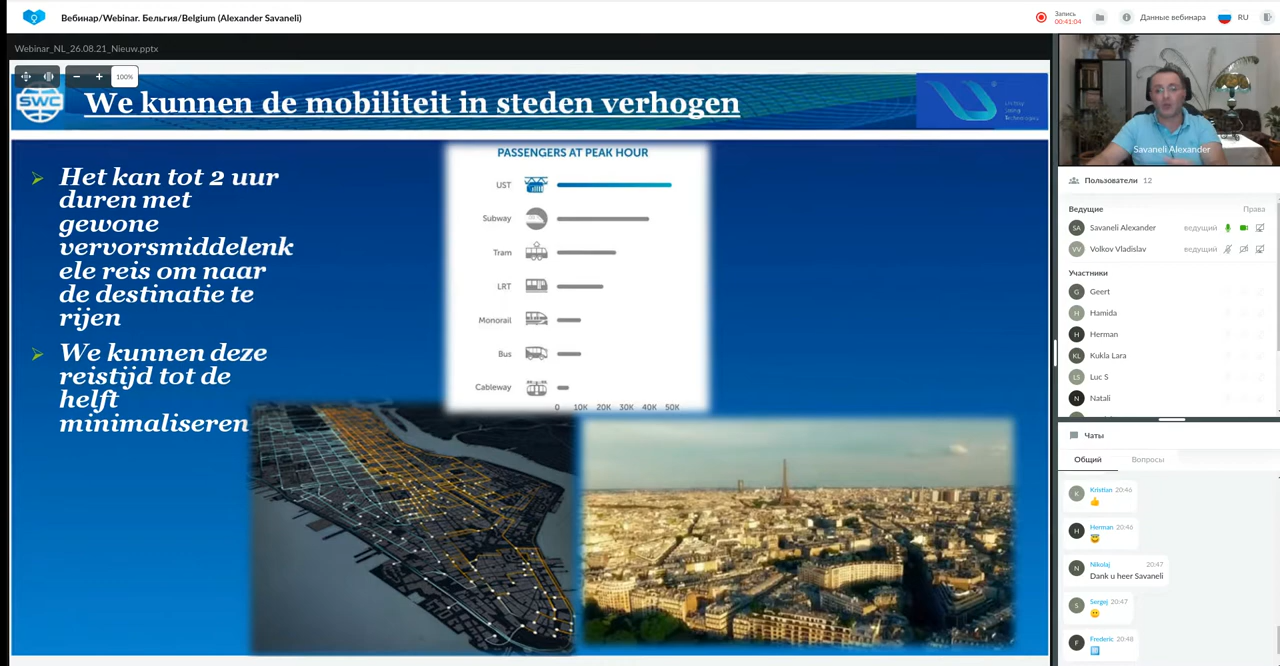 Вебинар/Webinar. Бельгия/Belgium (Alexander Savaneli)
Запись
00:41:04
Данные вебинара
RU
Webinar_NL_26.08.21_Nieuw.pptx
100%
SWC
We kunnen de mobiliteit in steden verhogen
Het kan tot 2 uur
duren met
gewone
vervorsmiddelenk
ele reis om naar
de destinatie te
rijen
We kunnen deze
reistijd tot de
helft
minimaliseren
PASSENGERS AT PEAK HOUR
UST
Subway
Tram
LRT
Monorail
Bus
Cableway
0 10K 20K 30K 40K 50K
Savaneli Alexander
Пользователи 12
Ведущие Права
SA Savaneli Alexander ведущий
VV Volkov Vladislav ведущий
Участники
G Geert
H Hamida
H Herman
KL Kukla Lara
LS Luc S
N Natali
Чаты
Общий Вопросы
K Kristian 20:46
H Herman 20:46
N Nikolaj 20:47
Dank u heer Savaneli
S Sergej 20:47
F Frederic 20:48